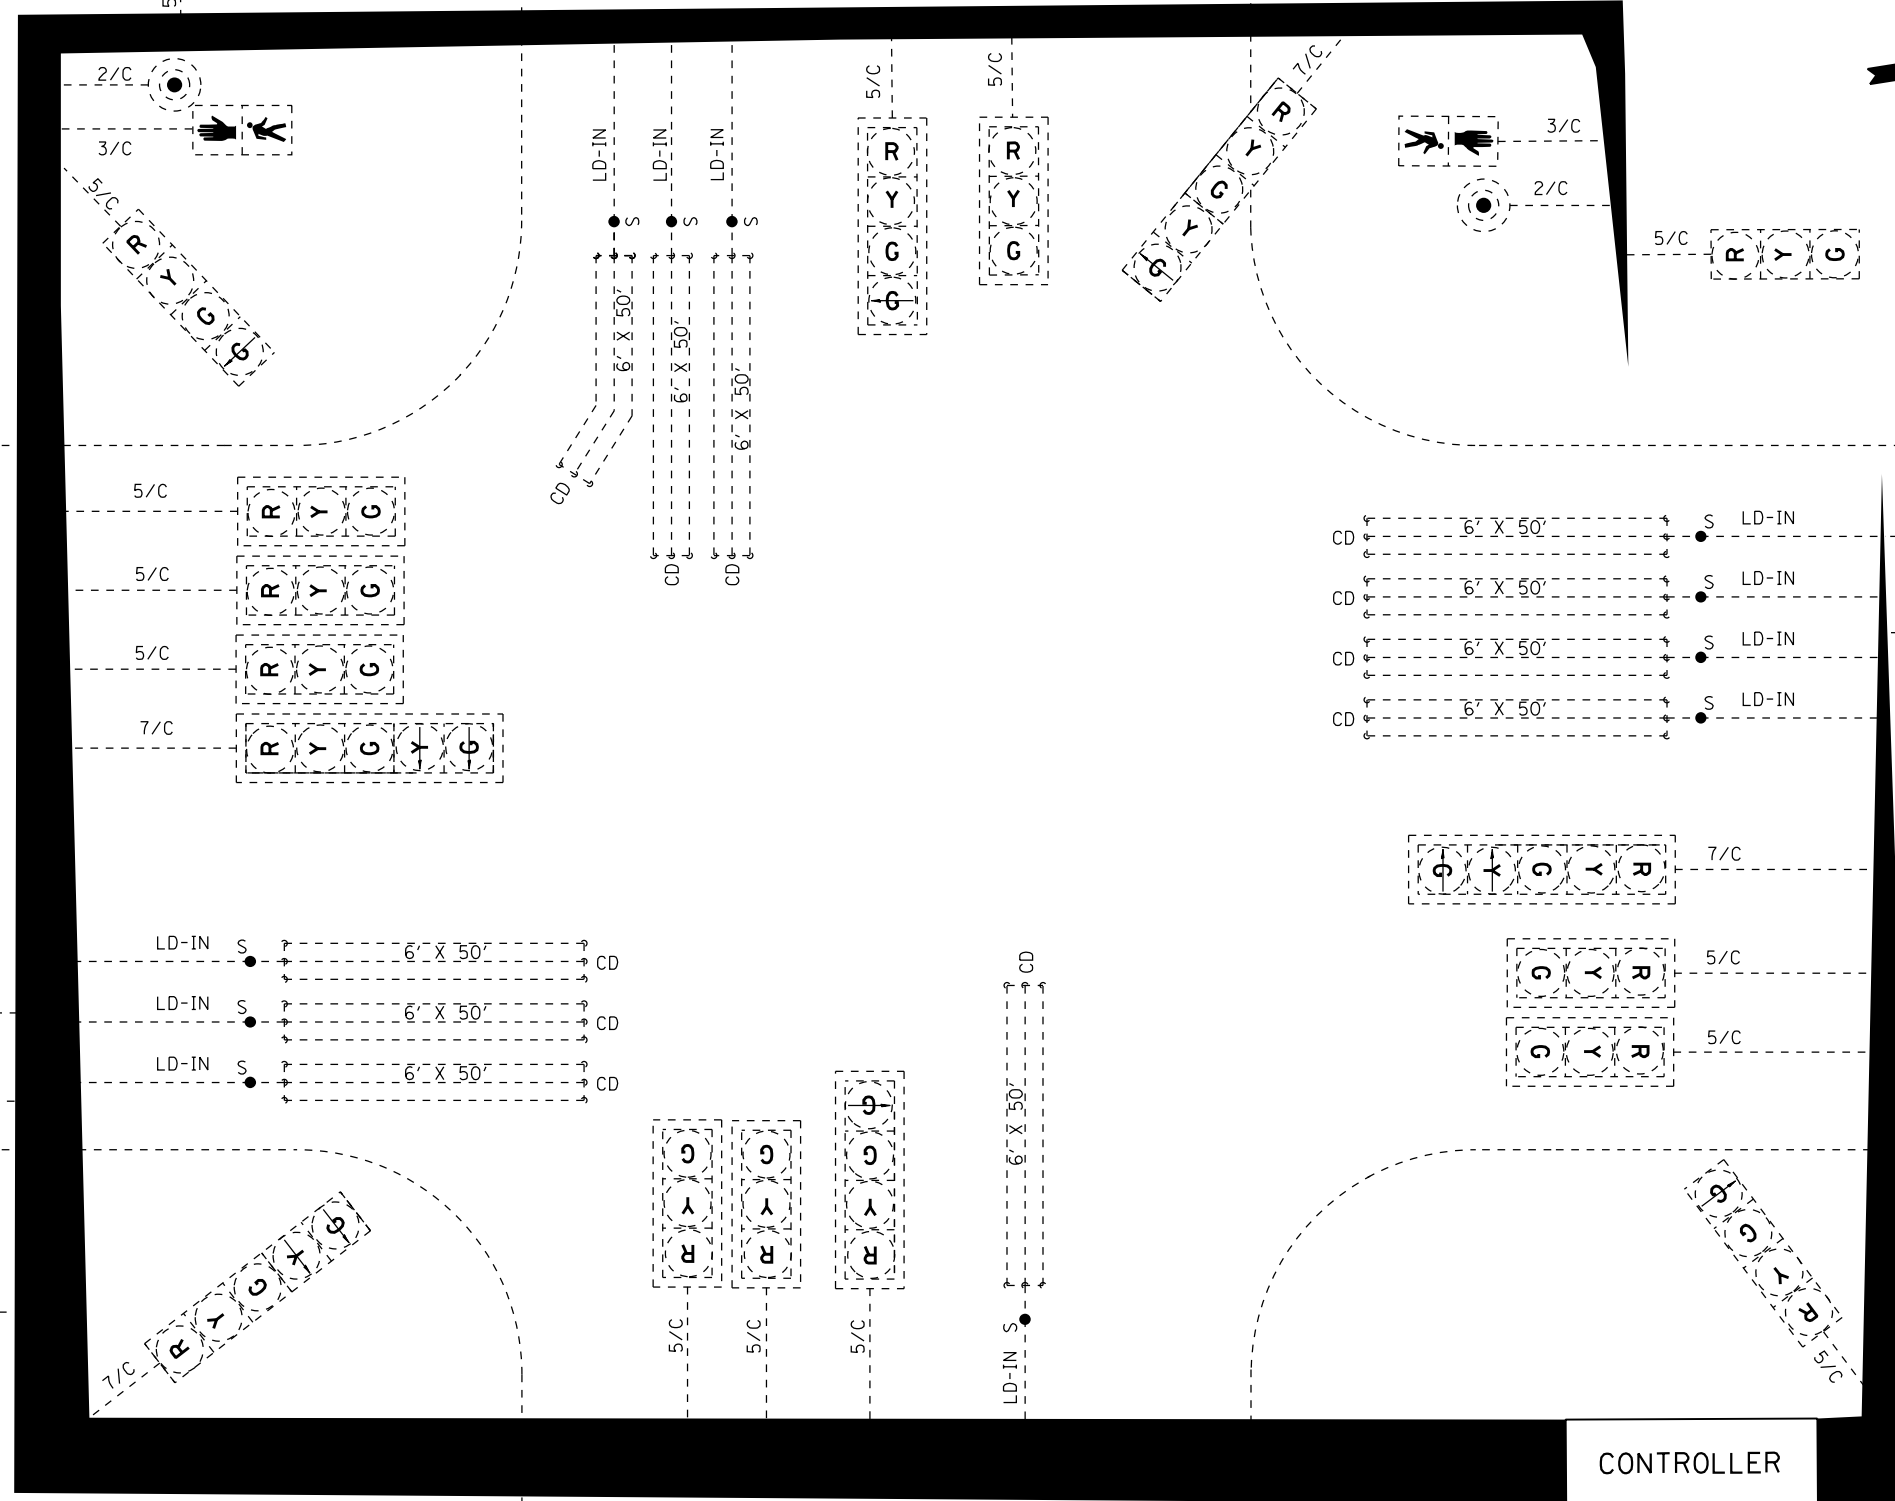 2/C
3/C
5/C
R Y G G
LD-IN
LD-IN
LD-IN
S
S
S
6' X 50'
6' X 50'
6' X 50'
CD
CD
CD
5/C
R
Y
G
G
5/C
R
Y
G
7/C
R
Y
G
Y
G
3/C
2/C
5/C
R Y G
5/C
R Y G
5/C
R Y G
5/C
R Y G
7/C
R Y G Y G
CD 6' X 50' S LD-IN
CD 6' X 50' S LD-IN
CD 6' X 50' S LD-IN
CD 6' X 50' S LD-IN
G Y G Y R 7/C
G Y R 5/C
G Y R 5/C
LD-IN S 6' X 50' CD
LD-IN S 6' X 50' CD
LD-IN S 6' X 50' CD
7/C
R Y G Y G
G
Y
R
5/C
G
Y
R
5/C
G
G
Y
R
5/C
CD
6' X 50'
S
LD-IN
G
G
Y
R
5/C
CONTROLLER